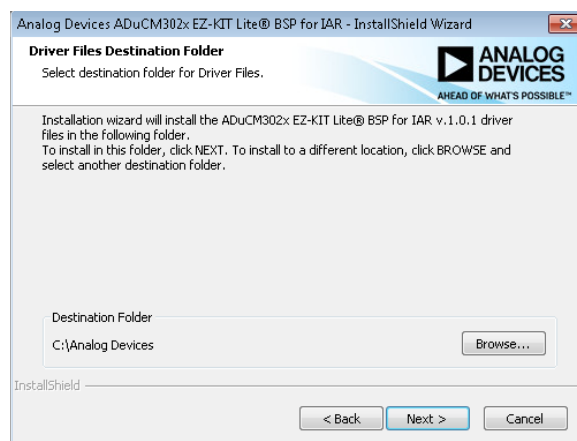 Analog Devices ADuCM302x EZ-KIT Lite® BSP for IAR - InstallShield Wizard
Driver Files Destination Folder
Select destination folder for Driver Files.
ANALOG
DEVICES
AHEAD OF WHAT'S POSSIBLE™
Installation wizard will install the ADuCM302x EZ-KIT Lite® BSP for IAR v.1.0.1 driver
files in the following folder.
To install in this folder, click NEXT. To install to a different location, click BROWSE and
select another destination folder.
Destination Folder
C:\Analog Devices
Browse...
InstallShield
< Back
Next >
Cancel